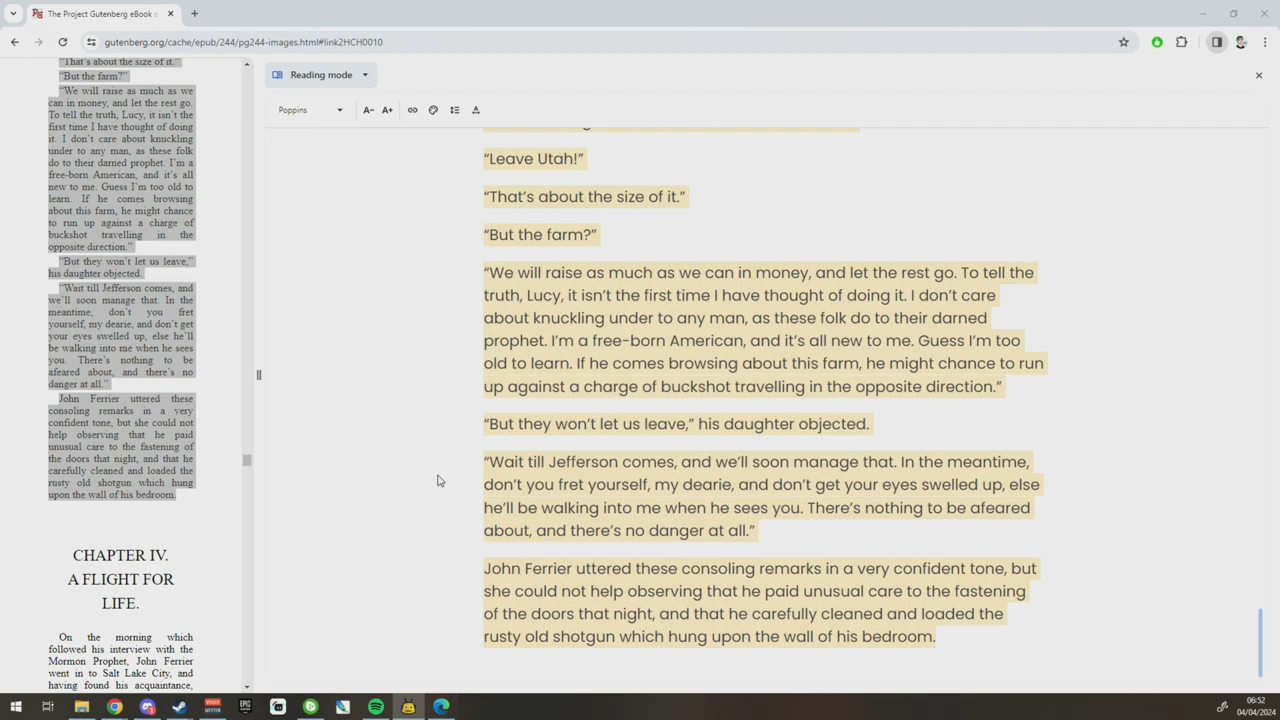 The Project Gutenberg eBook o
gutenberg.org/cache/epub/244/pg244-images.html#link2HCH0010
“That’s about the size of it.”
“But the farm?”
“We will raise as much as we
can in money, and let the rest go.
To tell the truth, Lucy, it isn’t the
first time I have thought of doing
it. I don’t care about knuckling
under to any man, as these folk
do to their darned prophet. I’m a
free-born American, and it’s all
new to me. Guess I’m too old to
learn. If he comes browsing
about this farm, he might chance
to run up against a charge of
buckshot travelling in the
opposite direction.”
“But they won’t let us leave,”
his daughter objected.
“Wait till Jefferson comes, and
we’ll soon manage that. In the
meantime, don’t you fret
yourself, my dearie, and don’t get
your eyes swelled up, else he’ll
be walking into me when he sees
you. There’s nothing to be
afeared about, and there’s no
danger at all.”
John Ferrier uttered these
consoling remarks in a very
confident tone, but she could not
help observing that he paid
unusual care to the fastening of
the doors that night, and that he
carefully cleaned and loaded the
rusty old shotgun which hung
upon the wall of his bedroom.
CHAPTER IV.
A FLIGHT FOR
LIFE.
On the morning which
followed his interview with the
Mormon Prophet, John Ferrier
went in to Salt Lake City, and
having found his acquaintance,
Reading mode
Poppins
A-
A+
“Leave Utah!”
“That’s about the size of it.”
“But the farm?”
“We will raise as much as we can in money, and let the rest go. To tell the
truth, Lucy, it isn’t the first time I have thought of doing it. I don’t care
about knuckling under to any man, as these folk do to their darned
prophet. I’m a free-born American, and it’s all new to me. Guess I’m too
old to learn. If he comes browsing about this farm, he might chance to run
up against a charge of buckshot travelling in the opposite direction.”
“But they won’t let us leave,” his daughter objected.
“Wait till Jefferson comes, and we’ll soon manage that. In the meantime,
don’t you fret yourself, my dearie, and don’t get your eyes swelled up, else
he’ll be walking into me when he sees you. There’s nothing to be afeared
about, and there’s no danger at all.”
John Ferrier uttered these consoling remarks in a very confident tone, but
she could not help observing that he paid unusual care to the fastening
of the doors that night, and that he carefully cleaned and loaded the
rusty old shotgun which hung upon the wall of his bedroom.
06:52
04/04/2024